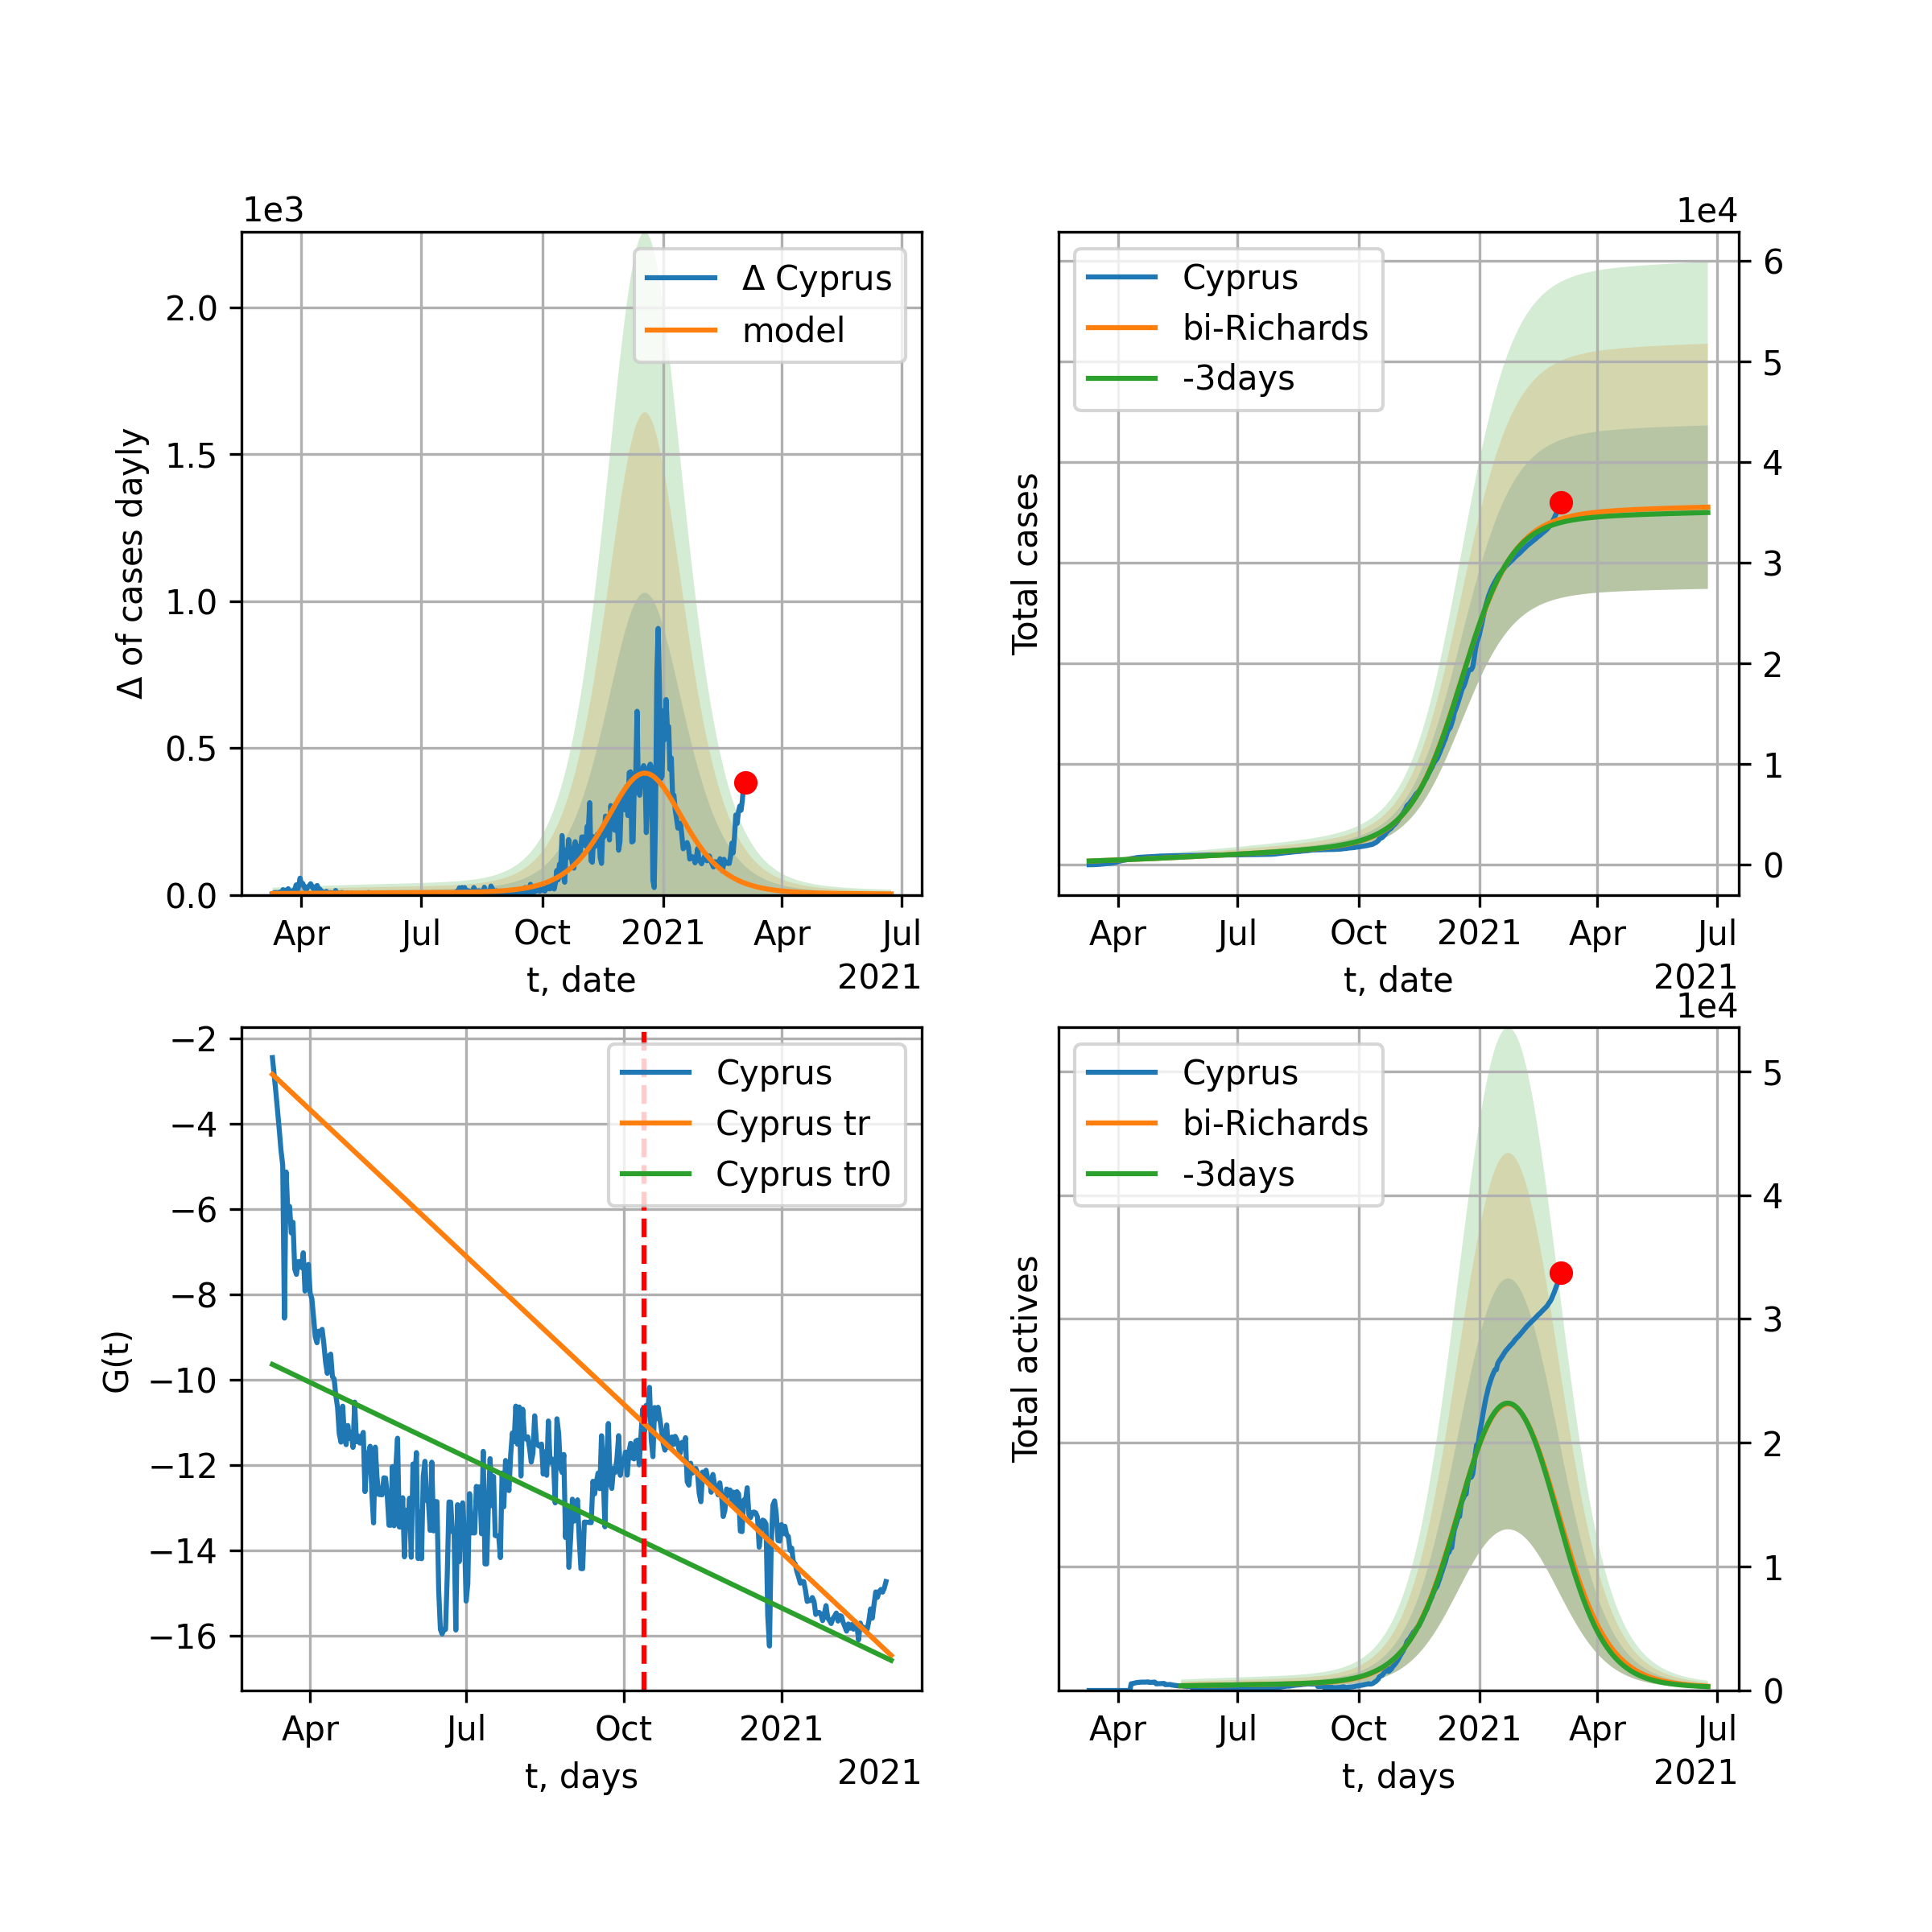 1e3
Δ of cases dayly
2.0
1.5
1.0
0.5
0.0
Δ Cyprus
model
Apr Jul Oct 2021 Apr Jul
t, date
2021
1e4
Total cases
Cyprus
bi-Richards
-3days
6
5
4
3
2
1
0
Apr Jul Oct 2021 Apr Jul
t, date
2021
G(t)
−2
−4
−6
−8
−10
−12
−14
−16
Cyprus
Cyprus tr
Cyprus tr0
Apr Jul Oct 2021
t, days
2021
1e4
Total actives
Cyprus
bi-Richards
-3days
5
4
3
2
1
0
Apr Jul Oct 2021 Apr Jul
t, days
2021